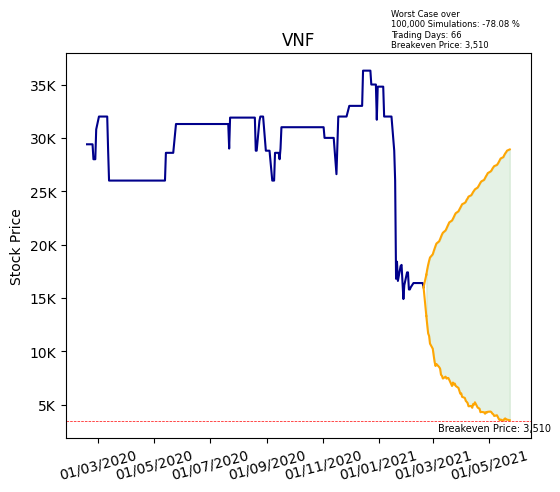 Worst Case over
100,000 Simulations: -78.08 %
Trading Days: 66
Breakeven Price: 3,510
VNF
Stock Price
35K
30K
25K
20K
15K
10K
5K
Breakeven Price: 3,510
01/03/2020 01/05/2020 01/07/2020 01/09/2020 01/11/2020 01/01/2021 01/03/2021 01/05/2021